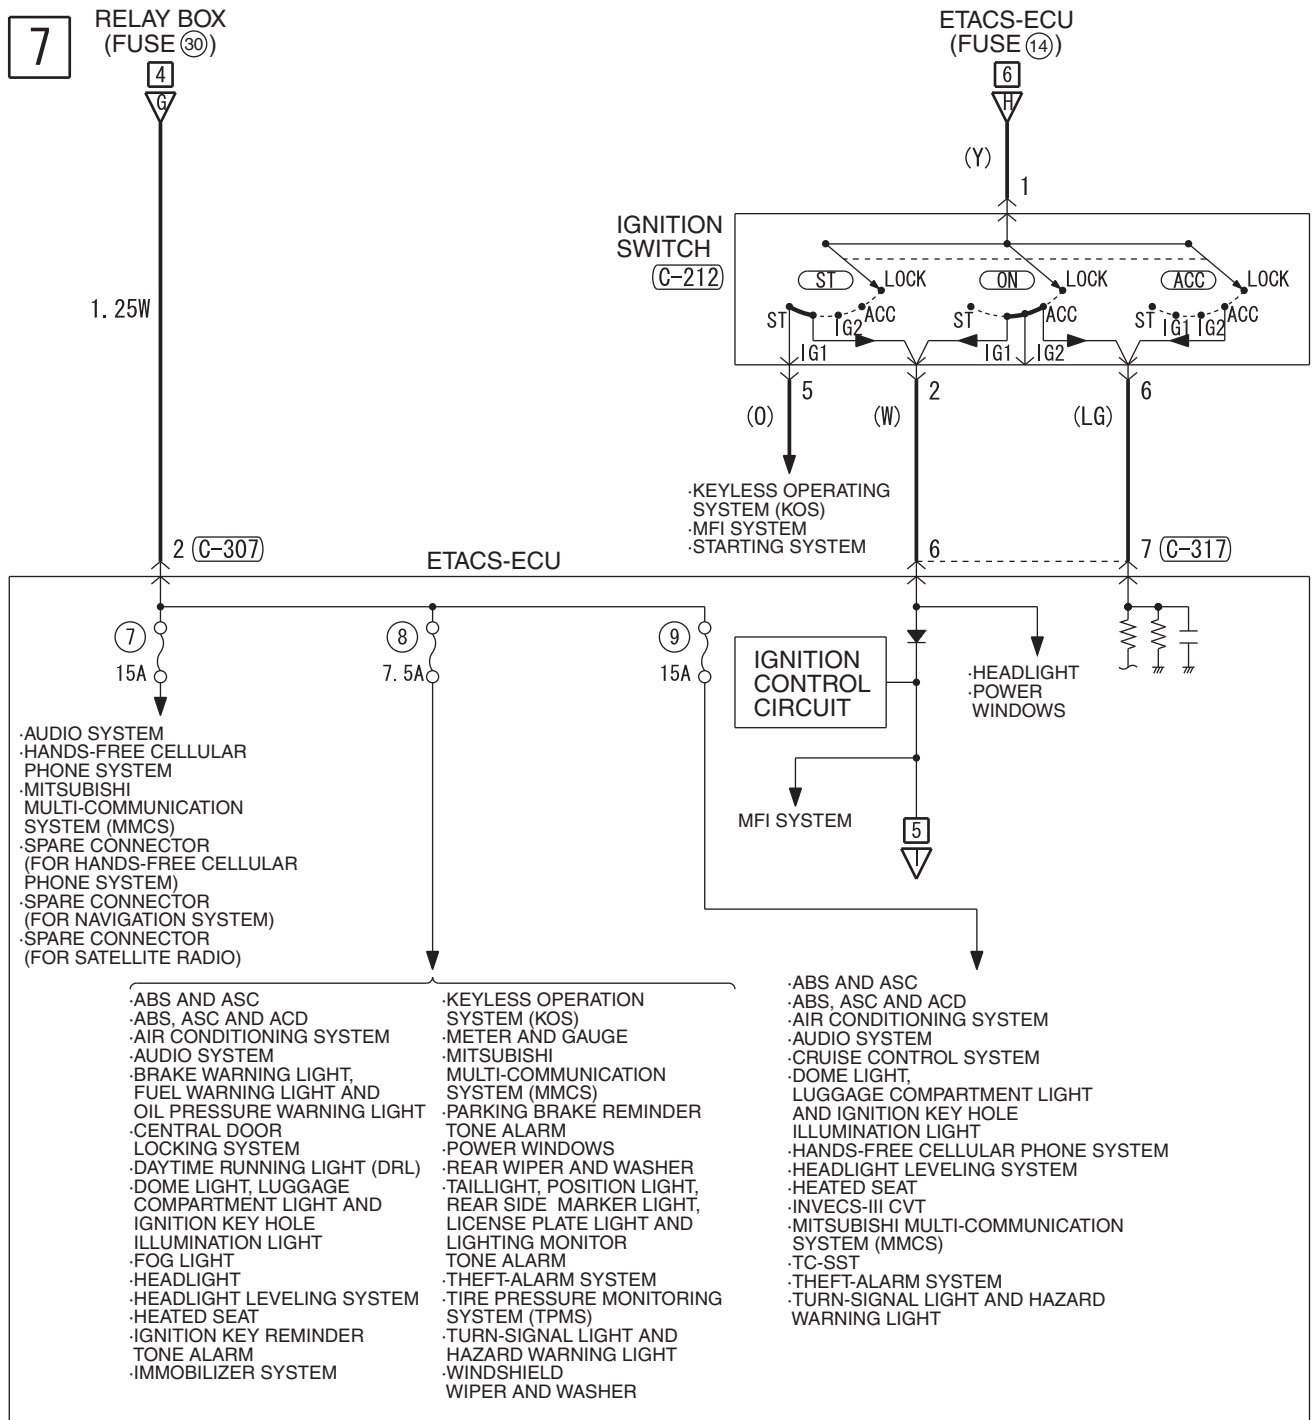 7
RELAY BOX
(FUSE 30)
4
G
1. 25W
2 (C-307)
ETACS-ECU
(FUSE 14)
6
H
(Y)
1
IGNITION
SWITCH
(C-212)
ST
LOCK
ON
LOCK
ACC
LOCK
ST
IG1
IG2
ACC
ST
IG1
IG2
ACC
ST
IG1
IG2
ACC
5
2
6
(O)
(W)
(LG)
·KEYLESS OPERATING
SYSTEM (KOS)
·MFI SYSTEM
·STARTING SYSTEM
6
7 (C-317)
ETACS-ECU
7
15A
8
7. 5A
9
15A
IGNITION
CONTROL
CIRCUIT
·HEADLIGHT
·POWER
WINDOWS
MFI SYSTEM
5
I
·AUDIO SYSTEM
·HANDS-FREE CELLULAR
PHONE SYSTEM
·MITSUBISHI
MULTI-COMMUNICATION
SYSTEM (MMCS)
·SPARE CONNECTOR
(FOR HANDS-FREE CELLULAR
PHONE SYSTEM)
·SPARE CONNECTOR
(FOR NAVIGATION SYSTEM)
·SPARE CONNECTOR
(FOR SATELLITE RADIO)
·ABS AND ASC
·ABS, ASC AND ACD
·AIR CONDITIONING SYSTEM
·AUDIO SYSTEM
·BRAKE WARNING LIGHT,
FUEL WARNING LIGHT AND
OIL PRESSURE WARNING LIGHT
·CENTRAL DOOR
LOCKING SYSTEM
·DAYTIME RUNNING LIGHT (DRL)
·DOME LIGHT, LUGGAGE
COMPARTMENT LIGHT AND
IGNITION KEY HOLE
ILLUMINATION LIGHT
·FOG LIGHT
·HEADLIGHT
·HEADLIGHT LEVELING SYSTEM
·HEATED SEAT
·IGNITION KEY REMINDER
TONE ALARM
·IMMOBILIZER SYSTEM
·KEYLESS OPERATION
SYSTEM (KOS)
·METER AND GAUGE
·MITSUBISHI
MULTI-COMMUNICATION
SYSTEM (MMCS)
·PARKING BRAKE REMINDER
TONE ALARM
·POWER WINDOWS
·REAR WIPER AND WASHER
·TAILLIGHT, POSITION LIGHT,
REAR SIDE MARKER LIGHT,
LICENSE PLATE LIGHT AND
LIGHTING MONITOR
TONE ALARM
·THEFT-ALARM SYSTEM
·TIRE PRESSURE MONITORING
SYSTEM (TPMS)
·TURN-SIGNAL LIGHT AND
HAZARD WARNING LIGHT
·WINDSHIELD
WIPER AND WASHER
·ABS AND ASC
·ABS, ASC AND ACD
·AIR CONDITIONING SYSTEM
·AUDIO SYSTEM
·CRUISE CONTROL SYSTEM
·DOME LIGHT,
LUGGAGE COMPARTMENT LIGHT
AND IGNITION KEY HOLE
ILLUMINATION LIGHT
·HANDS-FREE CELLULAR PHONE SYSTEM
·HEADLIGHT LEVELING SYSTEM
·HEATED SEAT
·INVECS-III CVT
·MITSUBISHI MULTI-COMMUNICATION
SYSTEM (MMCS)
·TC-SST
·THEFT-ALARM SYSTEM
·TURN-SIGNAL LIGHT AND HAZARD
WARNING LIGHT